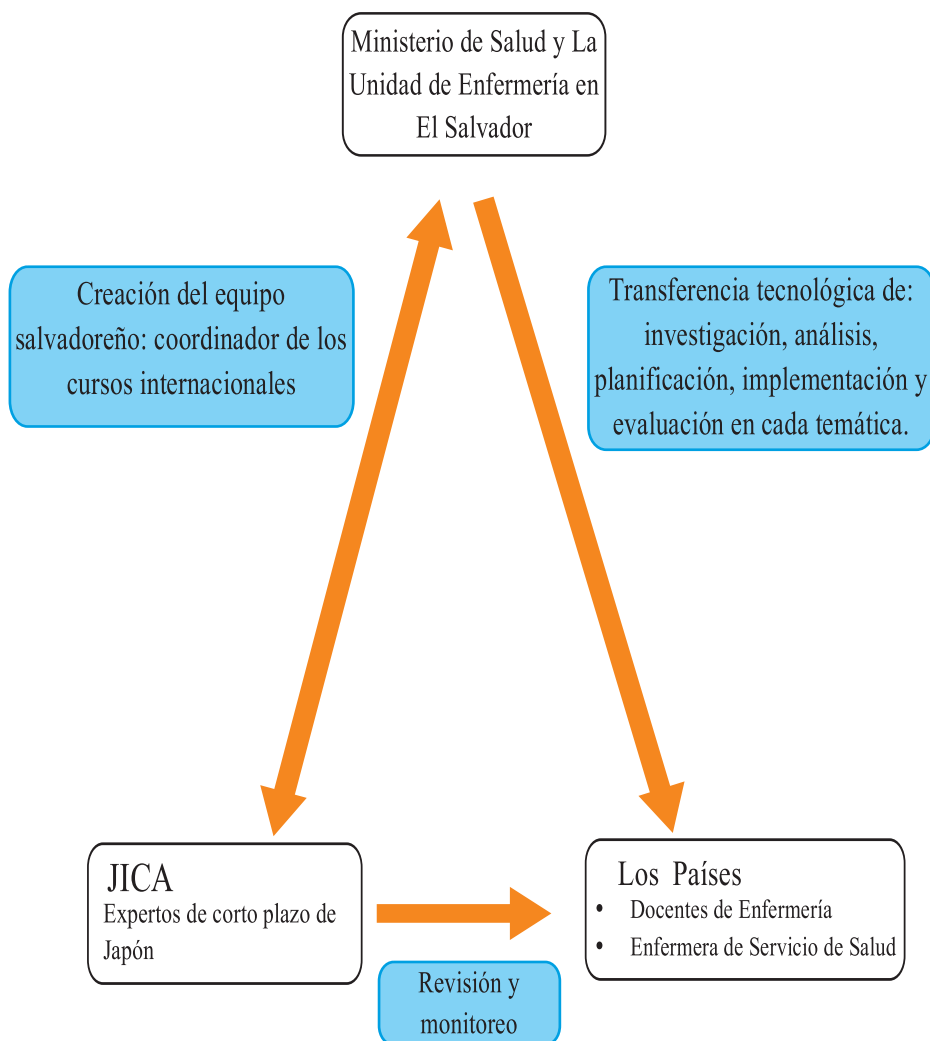 Ministerio de Salud y La
Unidad de Enfermería en
El Salvador
Creación del equipo
salvadoreño: coordinador de los
cursos internacionales
Transferencia tecnológica de:
investigación, análisis,
planificación, implementación y
evaluación en cada temática.
JICA
Expertos de corto plazo de
Japón
Los Países
• Docentes de Enfermería
• Enfermera de Servicio de Salud
Revisión y
monitoreo